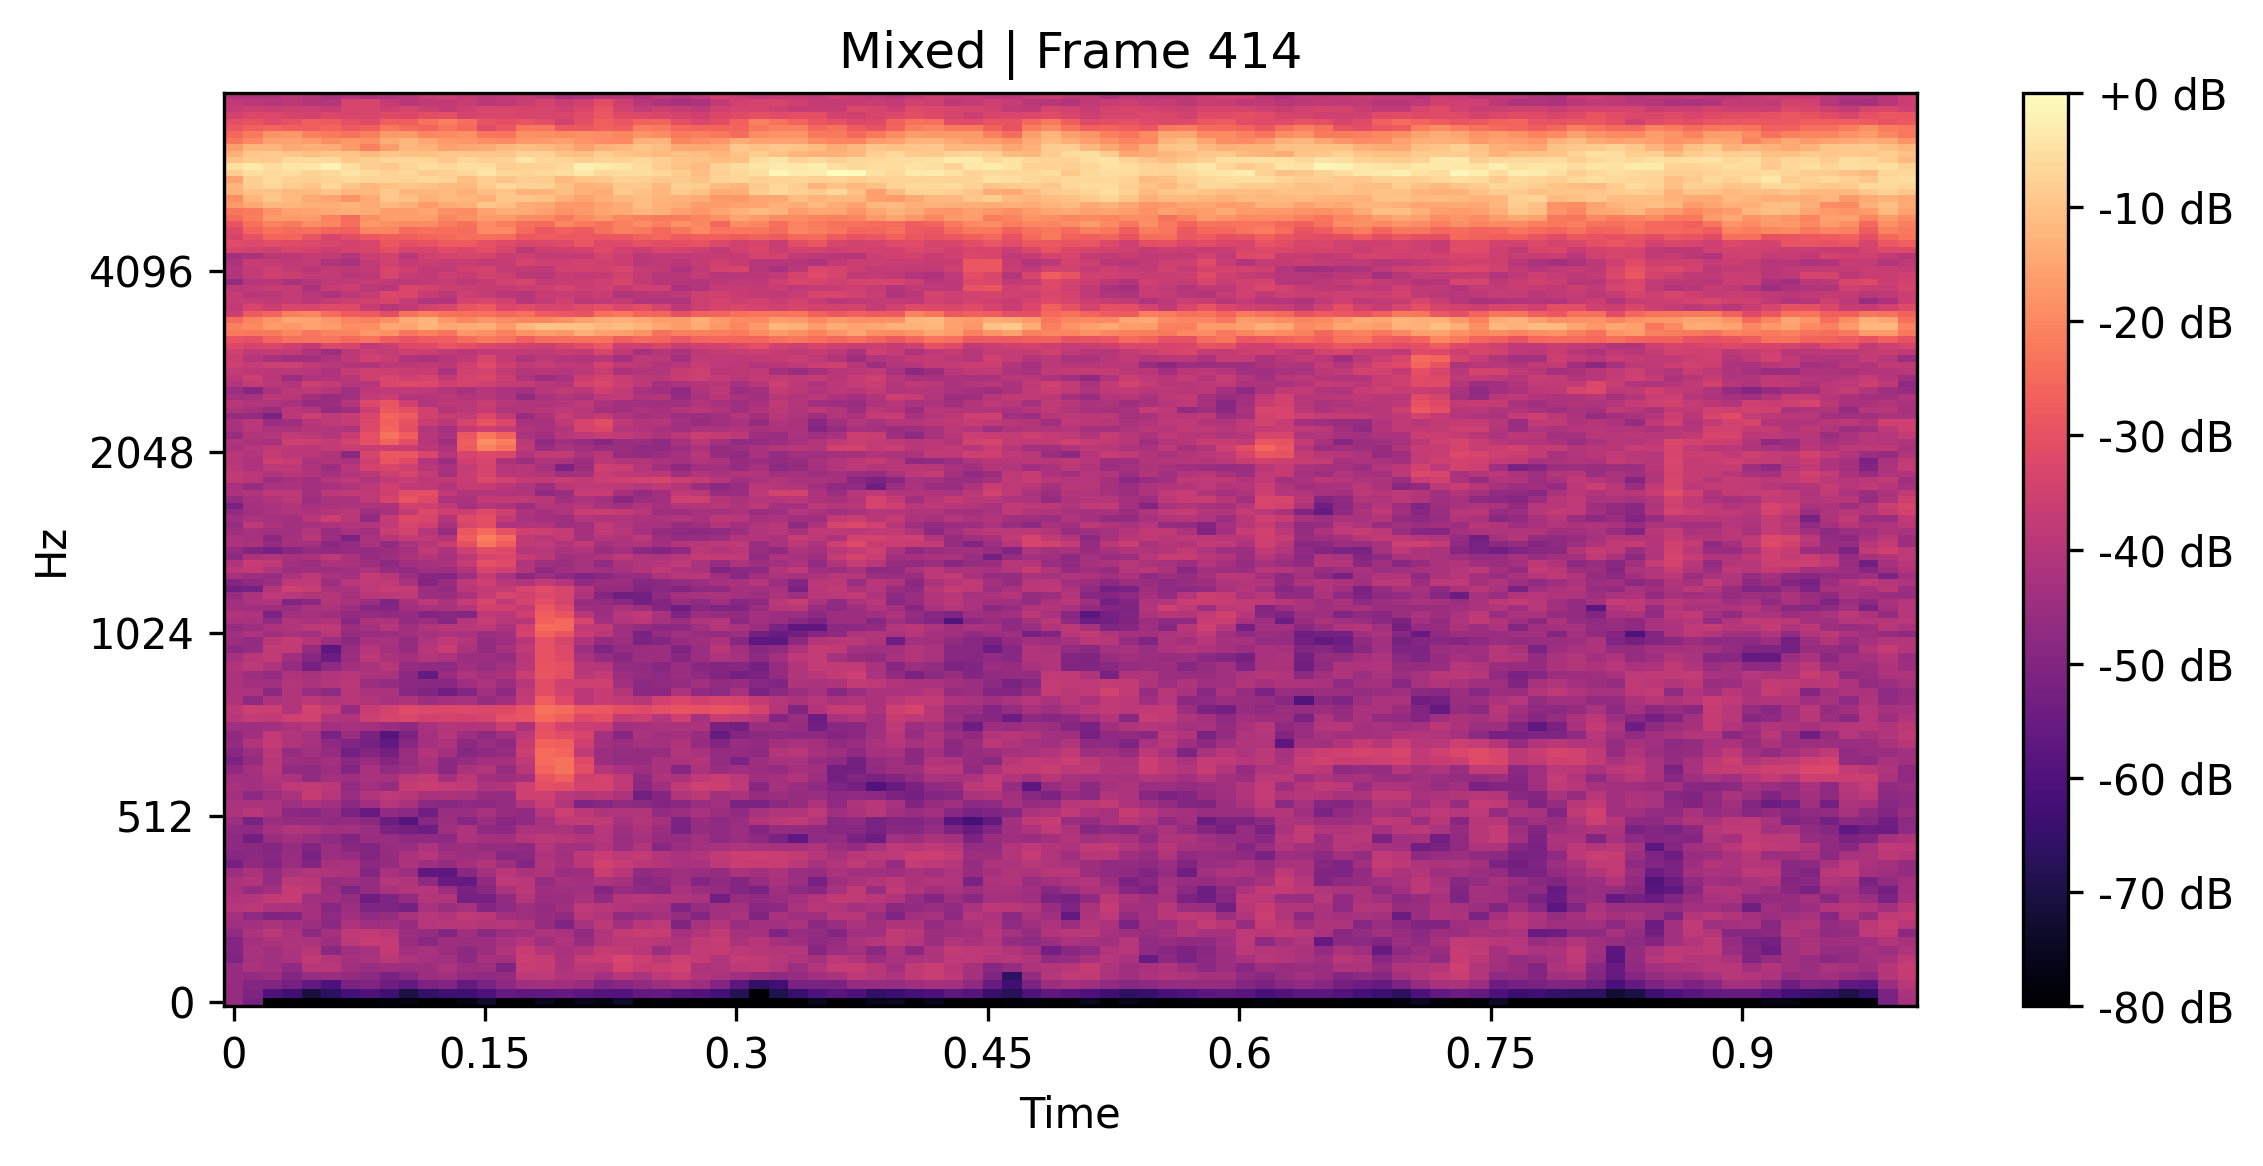 Mixed | Frame 414
Hz
4096
2048
1024
512
0
0 0.15 0.3 0.45 0.6 0.75 0.9
Time
+0 dB
-10 dB
-20 dB
-30 dB
-40 dB
-50 dB
-60 dB
-70 dB
-80 dB